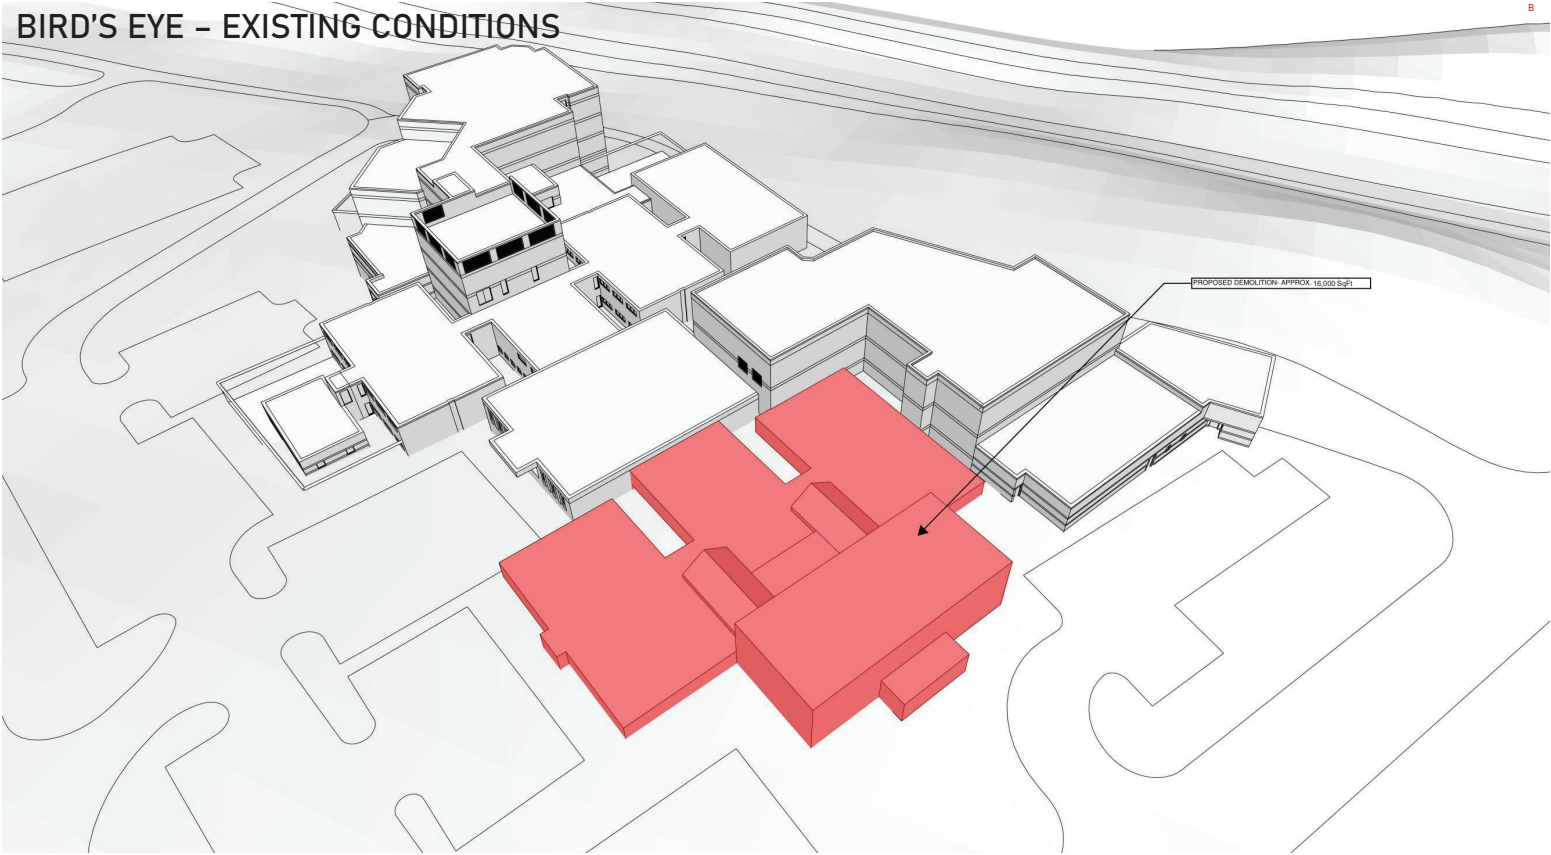 BIRD'S EYE – EXISTING CONDITIONS
B
PROPOSED DEMOLITION- APPROX. 16,000 SqFt